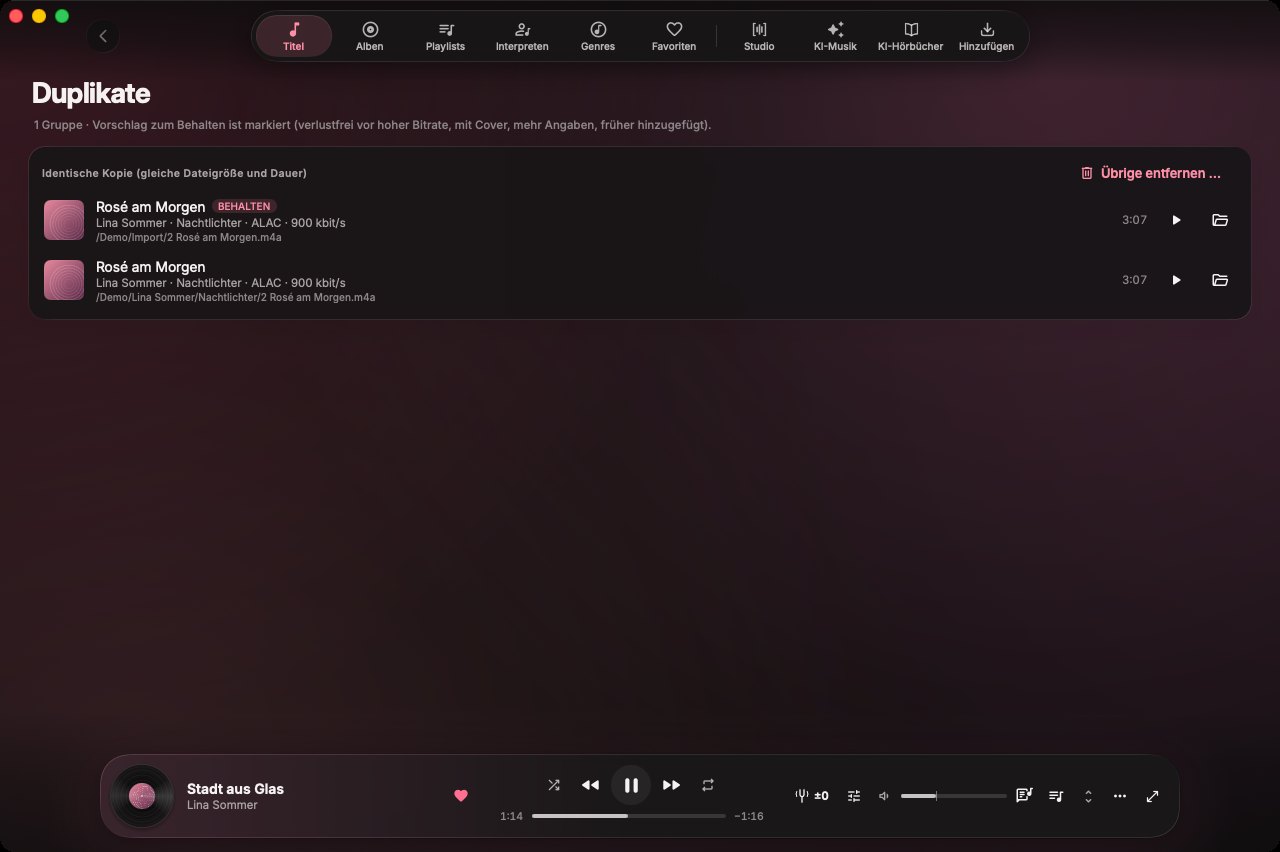 Titel
Alben
Playlists
Interpreten
Genres
Favoriten
Studio
KI-Musik
KI-Hörbücher
Hinzufügen
Duplikate
1 Gruppe · Vorschlag zum Behalten ist markiert (verlustfrei vor hoher Bitrate, mit Cover, mehr Angaben, früher hinzugefügt).
Identische Kopie (gleiche Dateigröße und Dauer)
Übrige entfernen ...
Rosé am Morgen BEHALTEN
Lina Sommer · Nachtlichter · ALAC · 900 kbit/s
/Demo/Import/2 Rosé am Morgen.m4a
3:07
Rosé am Morgen
Lina Sommer · Nachtlichter · ALAC · 900 kbit/s
/Demo/Lina Sommer/Nachtlichter/2 Rosé am Morgen.m4a
3:07
Stadt aus Glas
Lina Sommer
1:14
−1:16
±0